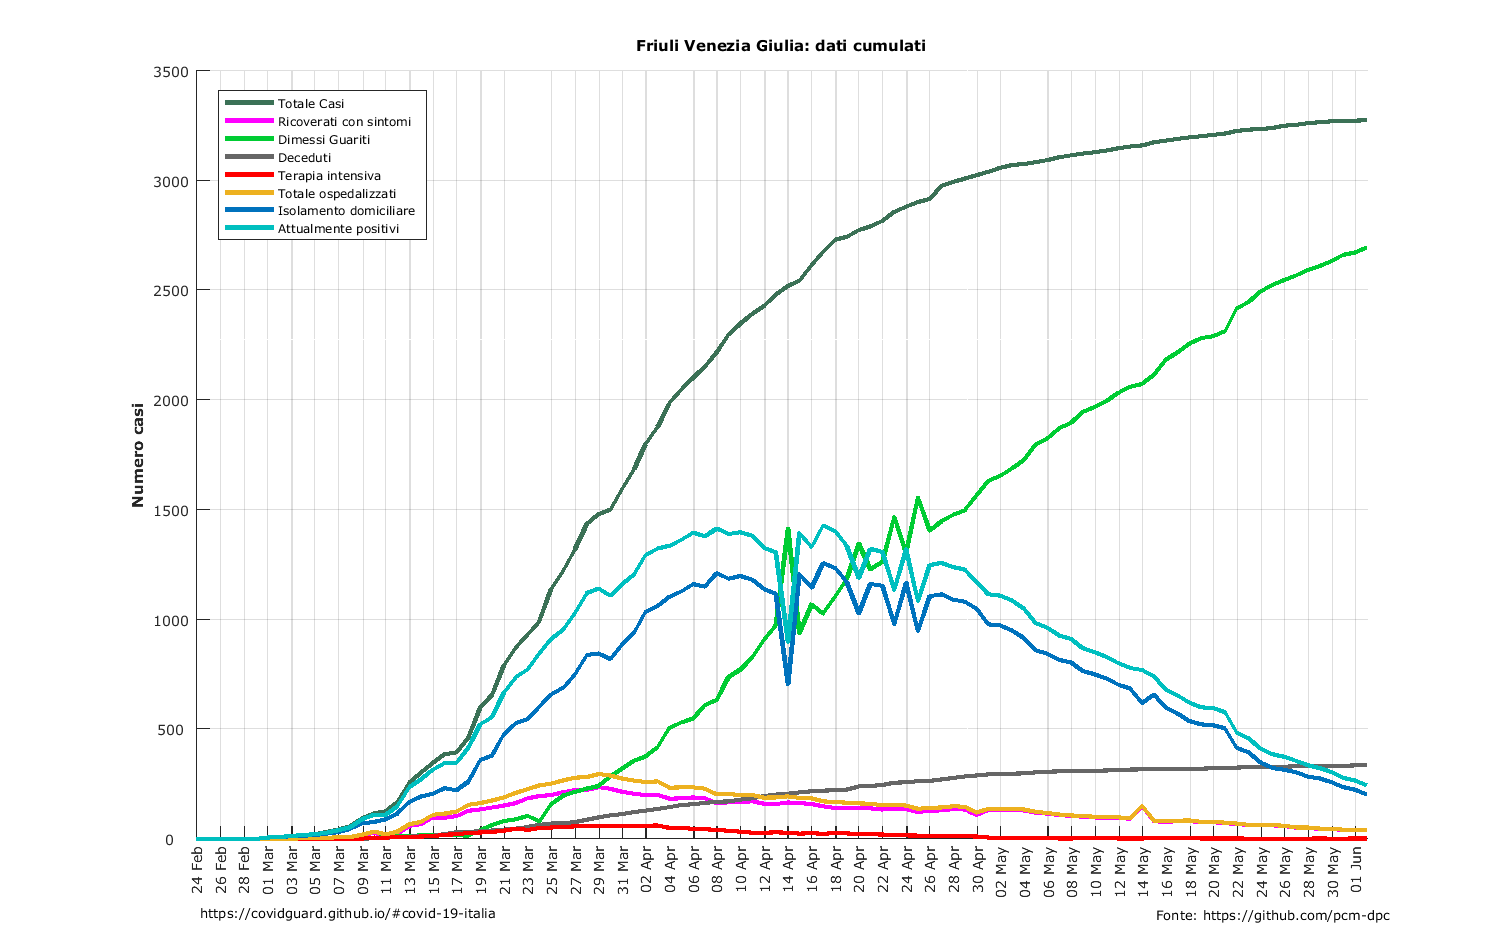 Friuli Venezia Giulia: dati cumulati
3500
3000
2500
2000
1500
1000
500
0
Numero casi
Totale Casi
Ricoverati con sintomi
Dimessi Guariti
Deceduti
Terapia intensiva
Totale ospedalizzati
Isolamento domiciliare
Attualmente positivi
24 Feb
26 Feb
28 Feb
01 Mar
03 Mar
05 Mar
07 Mar
09 Mar
11 Mar
13 Mar
15 Mar
17 Mar
19 Mar
21 Mar
23 Mar
25 Mar
27 Mar
29 Mar
31 Mar
02 Apr
04 Apr
06 Apr
08 Apr
10 Apr
12 Apr
14 Apr
16 Apr
18 Apr
20 Apr
22 Apr
24 Apr
26 Apr
28 Apr
30 Apr
02 May
04 May
06 May
08 May
10 May
12 May
14 May
16 May
18 May
20 May
22 May
24 May
26 May
28 May
30 May
01 Jun
https://covidguard.github.io/#covid-19-italia
Fonte: https://github.com/pcm-dpc